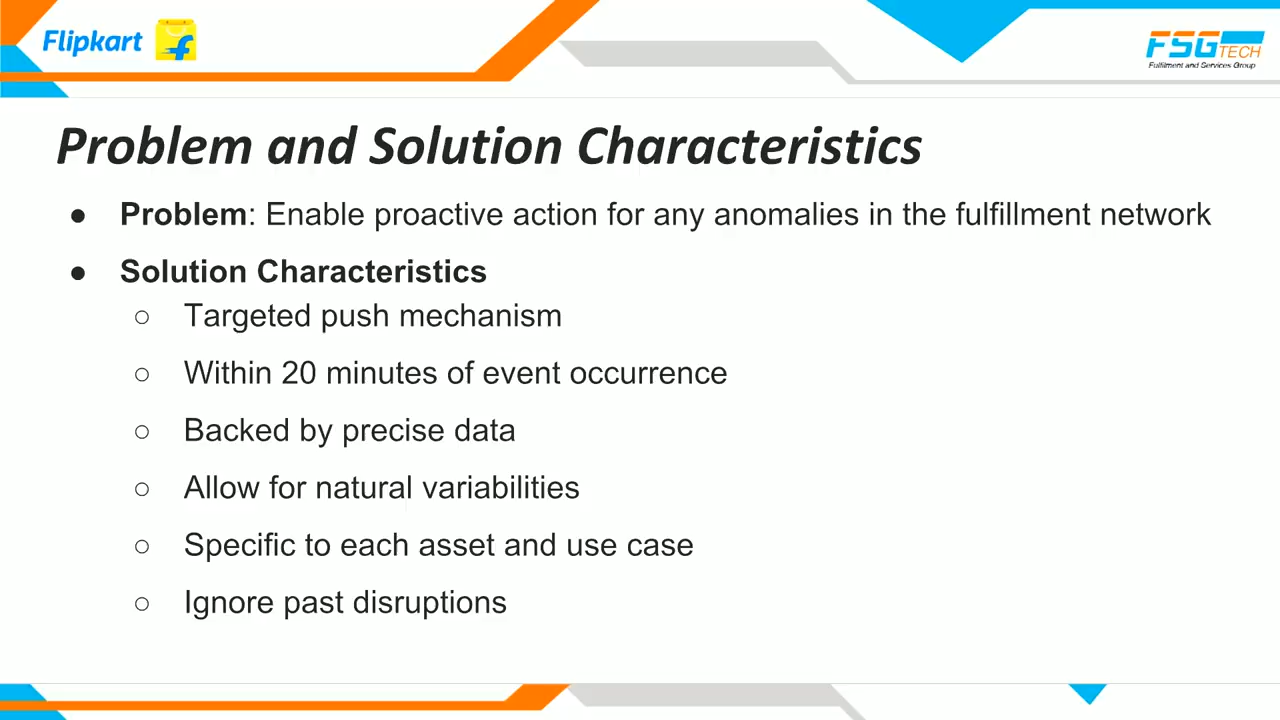 Flipkart
FSG TECH
Fulfilment and Services Group
Problem and Solution Characteristics
● Problem: Enable proactive action for any anomalies in the fulfillment network
● Solution Characteristics
○ Targeted push mechanism
○ Within 20 minutes of event occurrence
○ Backed by precise data
○ Allow for natural variabilities
○ Specific to each asset and use case
○ Ignore past disruptions